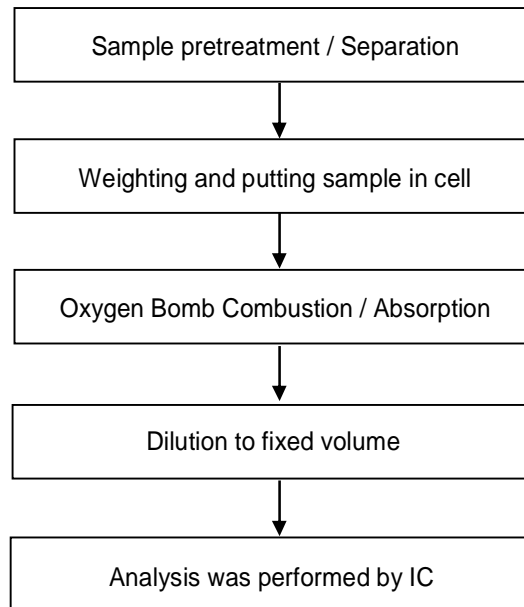 Sample pretreatment / Separation
Weighting and putting sample in cell
Oxygen Bomb Combustion / Absorption
Dilution to fixed volume
Analysis was performed by IC